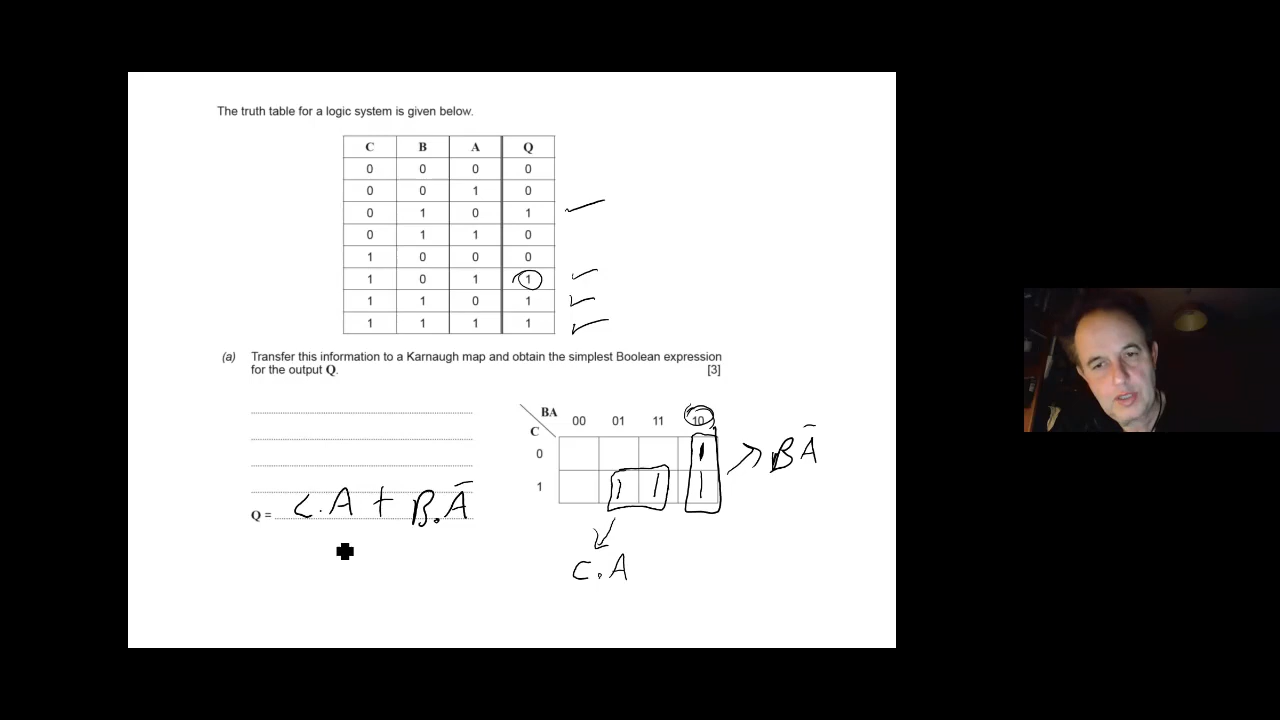 The truth table for a logic system is given below.
C B A Q
0 0 0 0
0 0 1 0
0 1 0 1
0 1 1 0
1 0 0 0
1 0 1 1
1 1 0 1
1 1 1 1
(a) Transfer this information to a Karnaugh map and obtain the simplest Boolean expression
for the output Q. [3]
BA
C
00 01 11 10
0 1
1 1 1 1
BĀ
Q = C.A + B.Ā
C.A